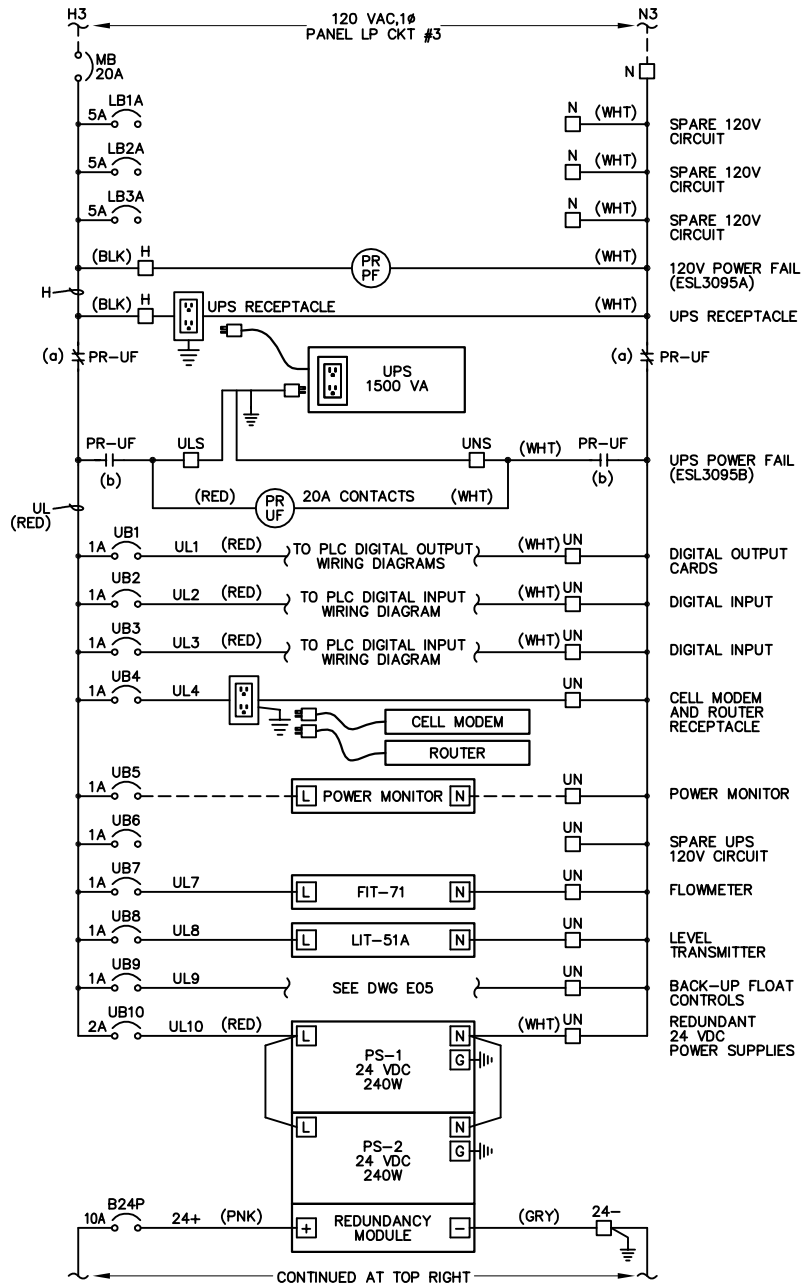 H3 120 VAC,1ø N3
PANEL LP CKT #3
MB
20A
N
LB1A
5A N (WHT) SPARE 120V
CIRCUIT
LB2A
5A N (WHT) SPARE 120V
CIRCUIT
LB3A
5A N (WHT) SPARE 120V
CIRCUIT
(BLK) H PR
PF (WHT) 120V POWER FAIL
(ESL3095A)
H
(BLK) H UPS RECEPTACLE (WHT) UPS RECEPTACLE
(a) PR-UF (a) PR-UF
UPS
1500 VA
PR-UF ULS UNS (WHT) PR-UF UPS POWER FAIL
(b) (b) (ESL3095B)
(RED) PR
UF 20A CONTACTS (WHT)
UL
(RED)
UB1
1A UL1 (RED) TO PLC DIGITAL OUTPUT
WIRING DIAGRAMS (WHT) UN DIGITAL OUTPUT
CARDS
UB2
1A UL2 (RED) TO PLC DIGITAL INPUT
WIRING DIAGRAM (WHT) UN DIGITAL INPUT
UB3
1A UL3 (RED) TO PLC DIGITAL INPUT
WIRING DIAGRAM (WHT) UN DIGITAL INPUT
UB4
1A UL4 UN CELL MODEM
AND ROUTER
RECEPTACLE
CELL MODEM
ROUTER
UB5
1A L POWER MONITOR N UN POWER MONITOR
UB6
1A UN SPARE UPS
120V CIRCUIT
UB7
1A UL7 L FIT-71 N UN FLOWMETER
UB8
1A UL8 L LIT-51A N UN LEVEL
TRANSMITTER
UB9
1A UL9 SEE DWG E05 UN BACK-UP FLOAT
CONTROLS
UB10
2A UL10 (RED) L N (WHT) UN REDUNDANT
24 VDC
POWER SUPPLIES
PS-1
24 VDC
240W
G
L N
PS-2
24 VDC
240W
G
B24P
10A 24+ (PNK) + REDUNDANCY
MODULE - (GRY) 24-
CONTINUED AT TOP RIGHT